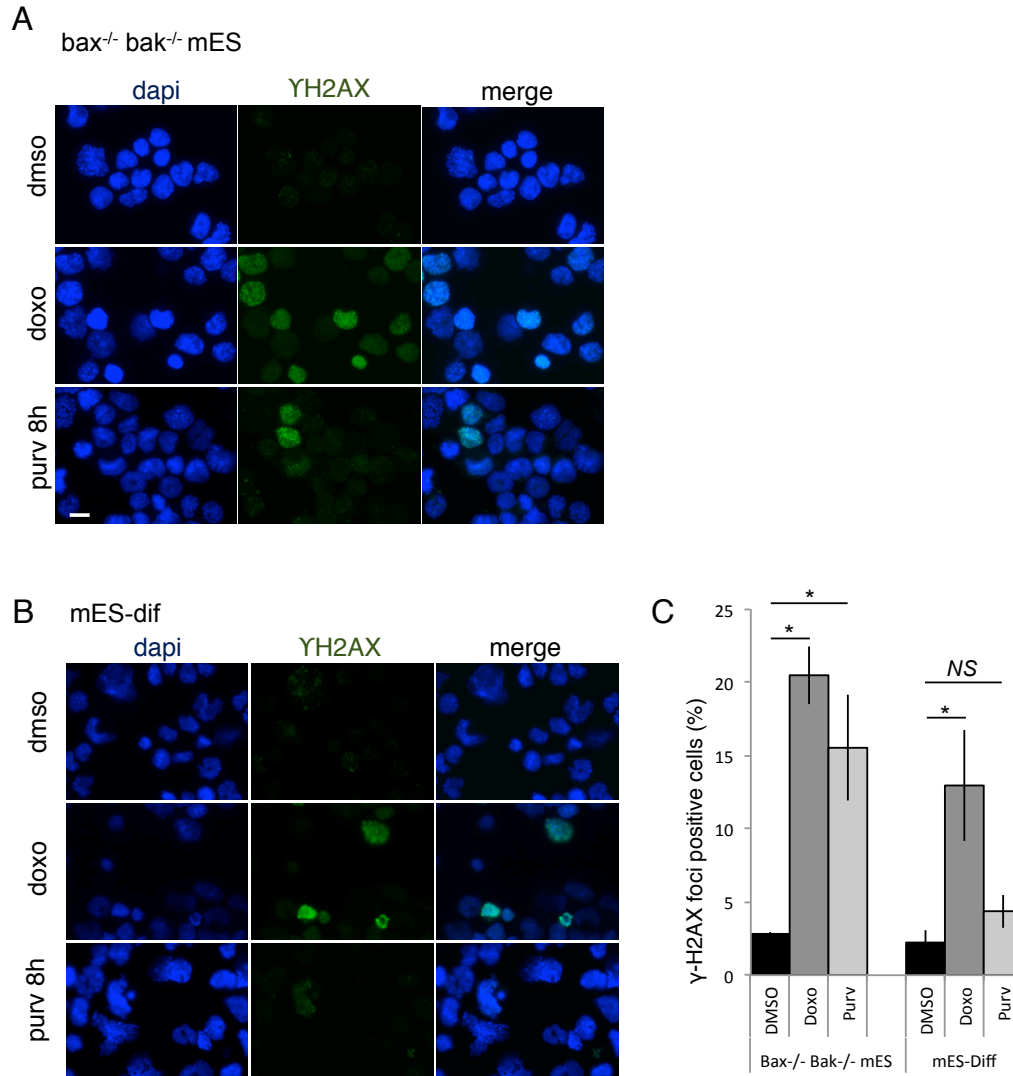 A
bax-/- bak-/- mES
dapi ϒH2AX merge
dmso
doxo
purv 8h
B mES-dif
dapi ϒH2AX merge
dmso
doxo
purv 8h
C
γ-H2AX foci positive cells (%)
25
20
15
10
5
0
*
*
NS
*
DMSO
Doxo
Purv
DMSO
Doxo
Purv
Bax-/- Bak-/- mES mES-Diff